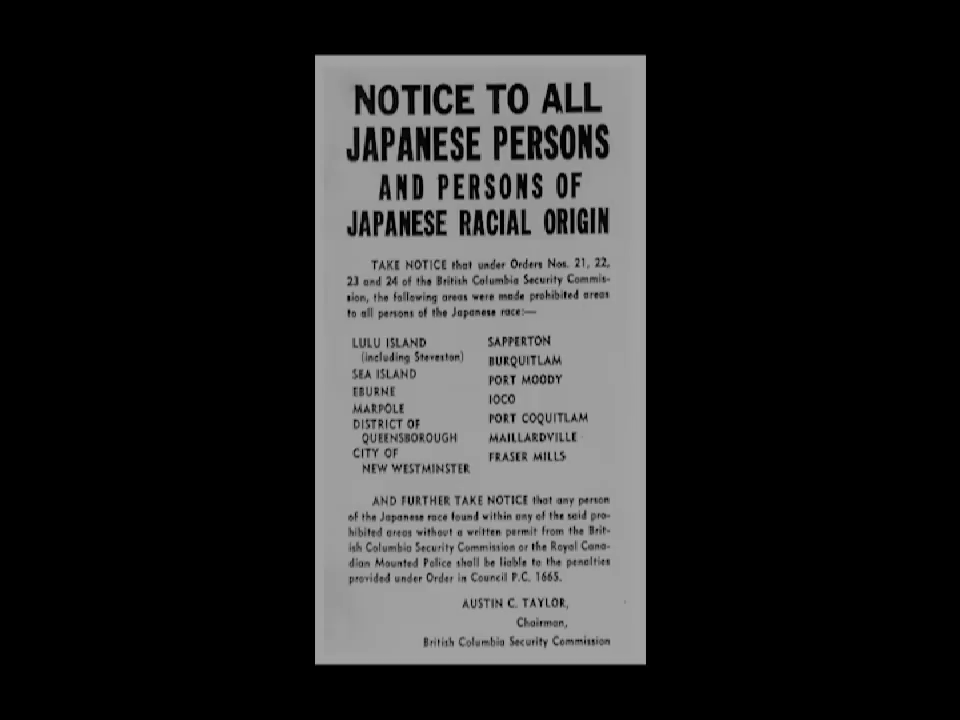 NOTICE TO ALL
JAPANESE PERSONS
AND PERSONS OF
JAPANESE RACIAL ORIGIN
TAKE NOTICE that under Orders Nos. 21, 22,
23 and 24 of the British Columbia Security Commis-
sion, the following areas were made prohibited areas
to all persons of the Japanese race:—
LULU ISLAND
(including Steveston)
SEA ISLAND
EBURNE
MARPOLE
DISTRICT OF
QUEENSBOROUGH
CITY OF
NEW WESTMINSTER
SAPPERTON
BURQUITLAM
PORT MOODY
IOCO
PORT COQUITLAM
MAILLARDVILLE
FRASER MILLS
AND FURTHER TAKE NOTICE that any person
of the Japanese race found within any of the said pro-
hibited areas without a written permit from the Brit-
ish Columbia Security Commission or the Royal Cana-
dian Mounted Police shall be liable to the penalties
provided under Order in Council P.C. 1665.
AUSTIN C. TAYLOR,
Chairman,
British Columbia Security Commission